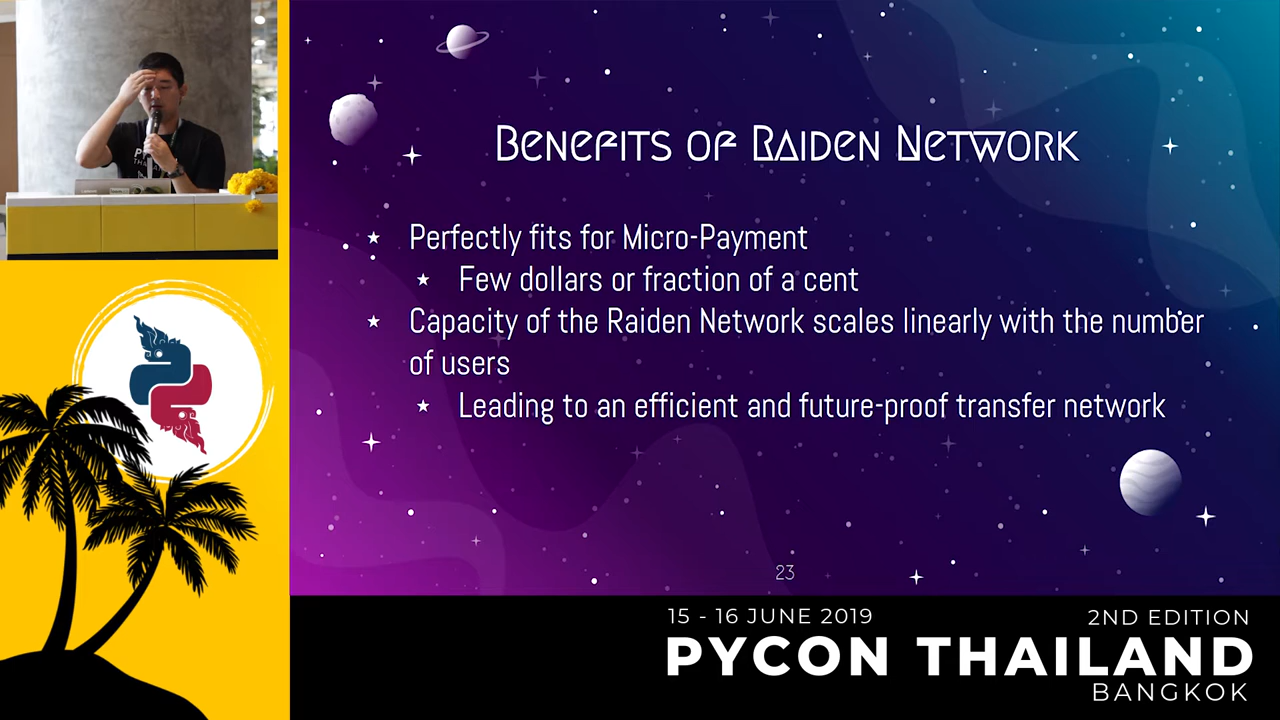 Benefits of Raiden Network
Perfectly fits for Micro-Payment
Few dollars or fraction of a cent
Capacity of the Raiden Network scales linearly with the number
of users
Leading to an efficient and future-proof transfer network
23
15 - 16 JUNE 2019
2ND EDITION
PYCON THAILAND
BANGKOK